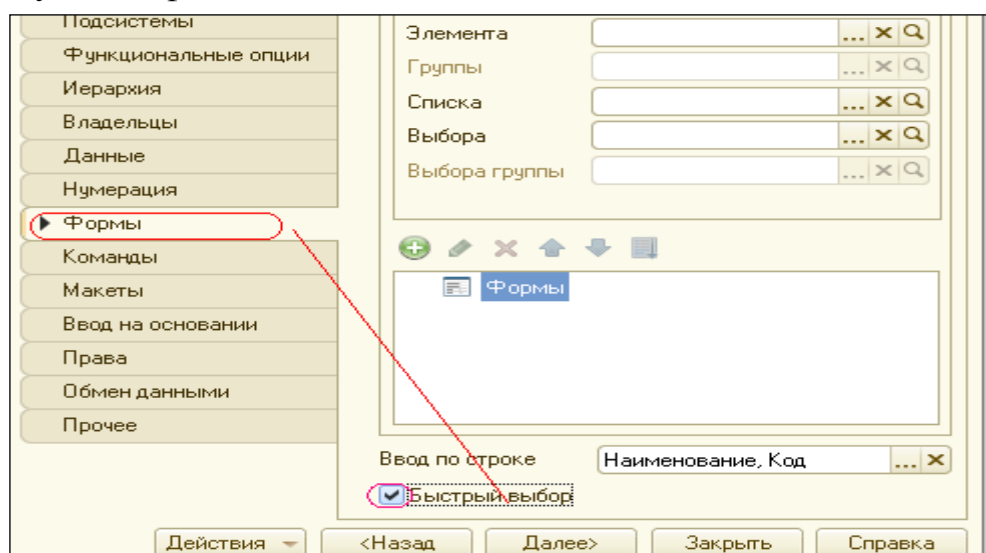 Подсистемы
Функциональные опции
Иерархия
Владельцы
Данные
Нумерация
Формы
Команды
Макеты
Ввод на основании
Права
Обмен данными
Прочее
Элемента
Группы
Списка
Выбора
Выбора группы
Формы
Ввод по строке Наименование, Код
Быстрый выбор
Действия <Назад Далее> Закрыть Справка